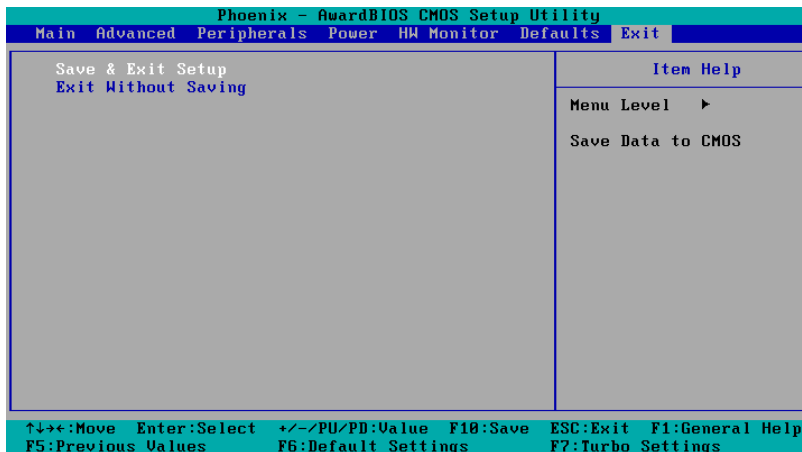 Phoenix - AwardBIOS CMOS Setup Utility
Main Advanced Peripherals Power HW Monitor Defaults Exit
Save & Exit Setup
Exit Without Saving
Item Help
Menu Level ▸
Save Data to CMOS
↑↓→←:Move Enter:Select +/-/PU/PD:Value F10:Save ESC:Exit F1:General Help
F5:Previous Values F6:Default Settings F7:Turbo Settings